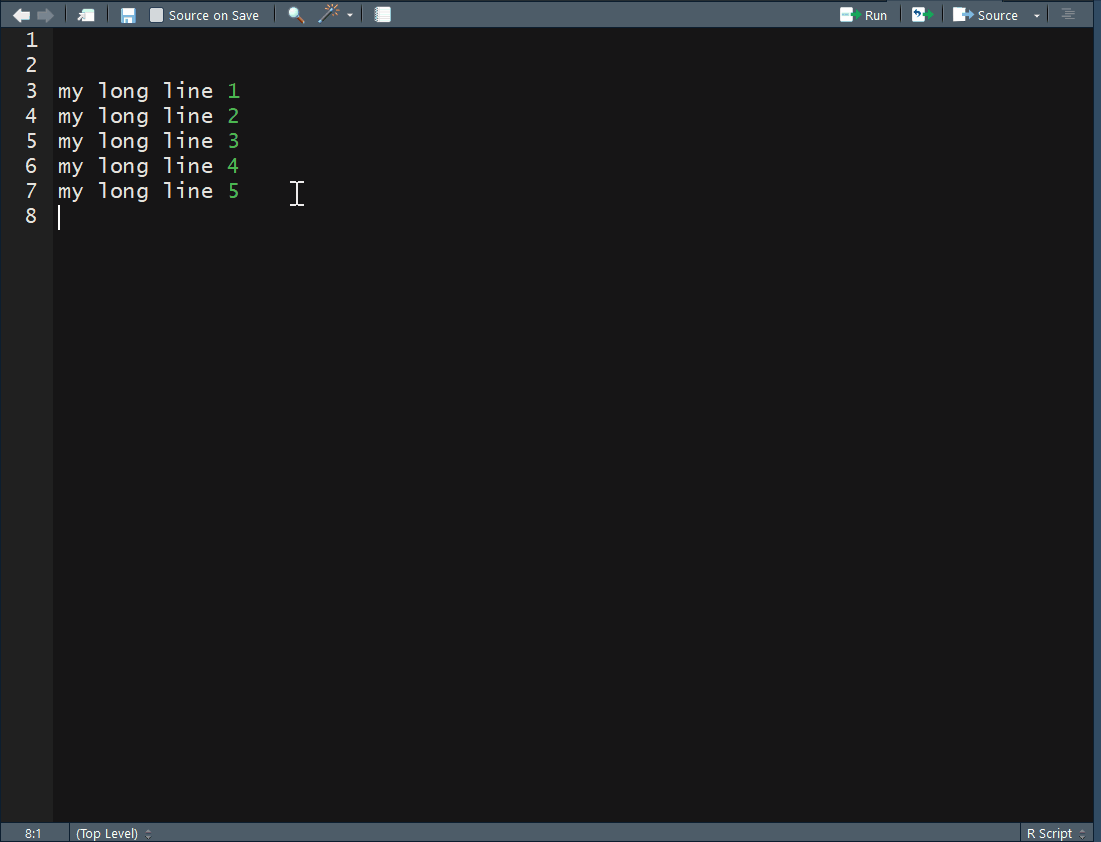 Source on Save Run Source
1
2
3 my long line 1
4 my long line 2
5 my long line 3
6 my long line 4
7 my long line 5
8
8:1 (Top Level) R Script